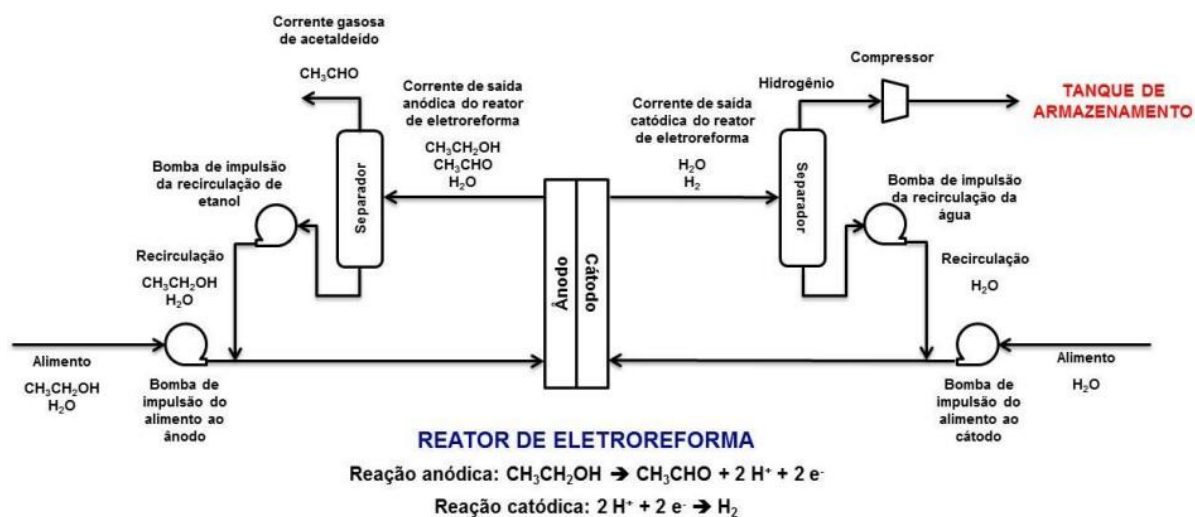 Corrente gasosa
de acetaldeído
CH₃CHO
Corrente de saída
anódica do reator
de eletroreforma
CH₃CH₂OH
CH₃CHO
H₂O
Separador
Bomba de impulsão
da recirculação de
etanol
Recirculação
CH₃CH₂OH
H₂O
Alimento
CH₃CH₂OH
H₂O
Bomba de
impulsão do
alimento ao
ânodo
Ânodo
Cátodo
Corrente de saída
catódica do reator
de eletroreforma
H₂O
H₂
Hidrogênio
Compressor
TANQUE DE
ARMAZENAMENTO
Separador
Bomba de impulsão
da recirculação da
água
Recirculação
H₂O
Alimento
H₂O
Bomba de
impulsão do
alimento ao
cátodo
REATOR DE ELETROREFORMA
Reação anódica: CH₃CH₂OH → CH₃CHO + 2 H⁺ + 2 e⁻
Reação catódica: 2 H⁺ + 2 e⁻ → H₂